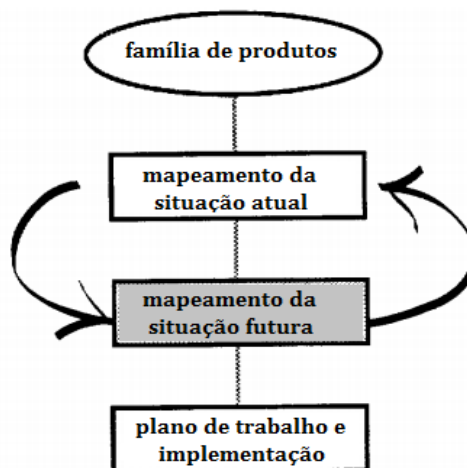 família de produtos
mapeamento da
situação atual
mapeamento da
situação futura
plano de trabalho e
implementação